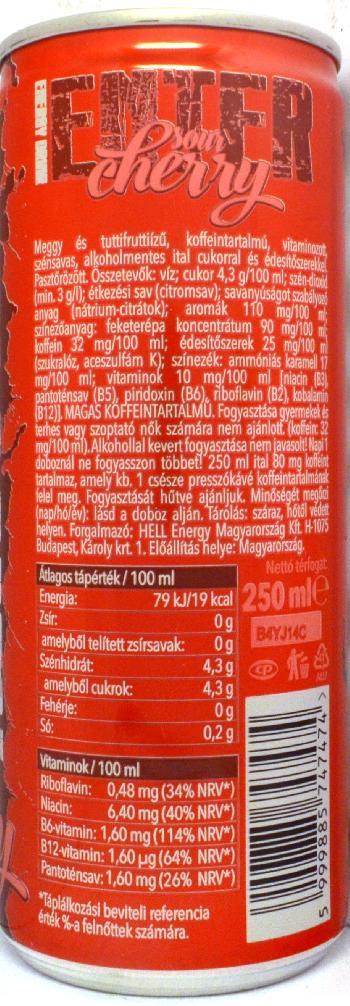 ENERGY DRINK
ENTER
sour
cherry
Meggy és tuttifruttiízű, koffeintartalmú, vitaminozott,
szénsavas, alkoholmentes ital cukorral és édesítőszerekkel.
Pasztőrözött. Összetevők: víz; cukor 4,3 g/100 ml; szén-dioxid
(min. 3 g/l); étkezési sav (citromsav); savanyúságot szabályozó
anyag (nátrium-citrátok); aromák 110 mg/100 ml;
színezőanyag: feketerépa koncentrátum 90 mg/100 ml;
koffein 32 mg/100 ml; édesítőszerek 25 mg/100 ml
(szukralóz, aceszulfám K); színezék: ammóniás karamell 17
mg/100 ml; vitaminok 10 mg/100 ml [niacin (B3),
pantoténsav (B5), piridoxin (B6), riboflavin (B2), kobalamin
(B12)]. MAGAS KOFFEINTARTALMÚ. Fogyasztása gyermekek és
terhes vagy szoptató nők számára nem ajánlott. (koffein: 32
mg/100 ml). Alkohollal kevert fogyasztása nem javasolt! Napi 1
doboznál ne fogyasszon többet! 250 ml ital 80 mg koffeint
tartalmaz, amely kb. 1 csésze presszókávé koffeintartalmának
felel meg. Fogyasztását hűtve ajánljuk. Minőségét megőrzi
(nap/hó/év): lásd a doboz alján. Tárolás: száraz, hőtől védett
helyen. Forgalmazó: HELL Energy Magyarország Kft. H-1075
Budapest, Károly krt. 1. Előállítás helye: Magyarország.
Átlagos tápérték / 100 ml
Energia: 79 kJ/19 kcal
Zsír: 0 g
amelyből telített zsírsavak: 0 g
Szénhidrát: 4,3 g
amelyből cukrok: 4,3 g
Fehérje: 0 g
Só: 0,2 g
Nettó térfogat:
250 ml℮
B4YJ14C
CP
ALU
Vitaminok / 100 ml
Riboflavin: 0,48 mg (34% NRV*)
Niacin: 6,40 mg (40% NRV*)
B6-vitamin: 1,60 mg (114% NRV*)
B12-vitamin: 1,60 µg (64% NRV*)
Pantoténsav: 1,60 mg (26% NRV*)
*Táplálkozási beviteli referencia
érték %-a felnőttek számára.
5 999885 747474 >